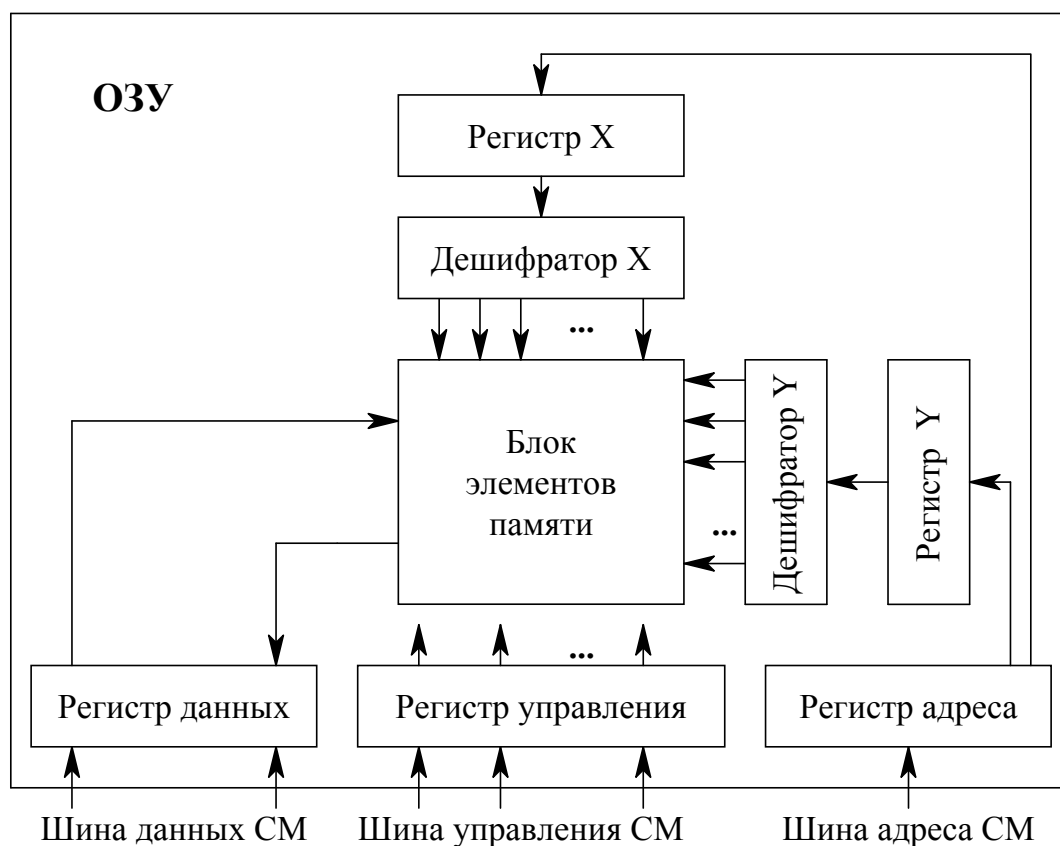 ОЗУ
Регистр X
Дешифратор X
...
Блок
элементов
памяти
...
Дешифратор Y
Регистр Y
...
Регистр данных
Регистр управления
Регистр адреса
Шина данных СМ
Шина управления СМ
Шина адреса СМ